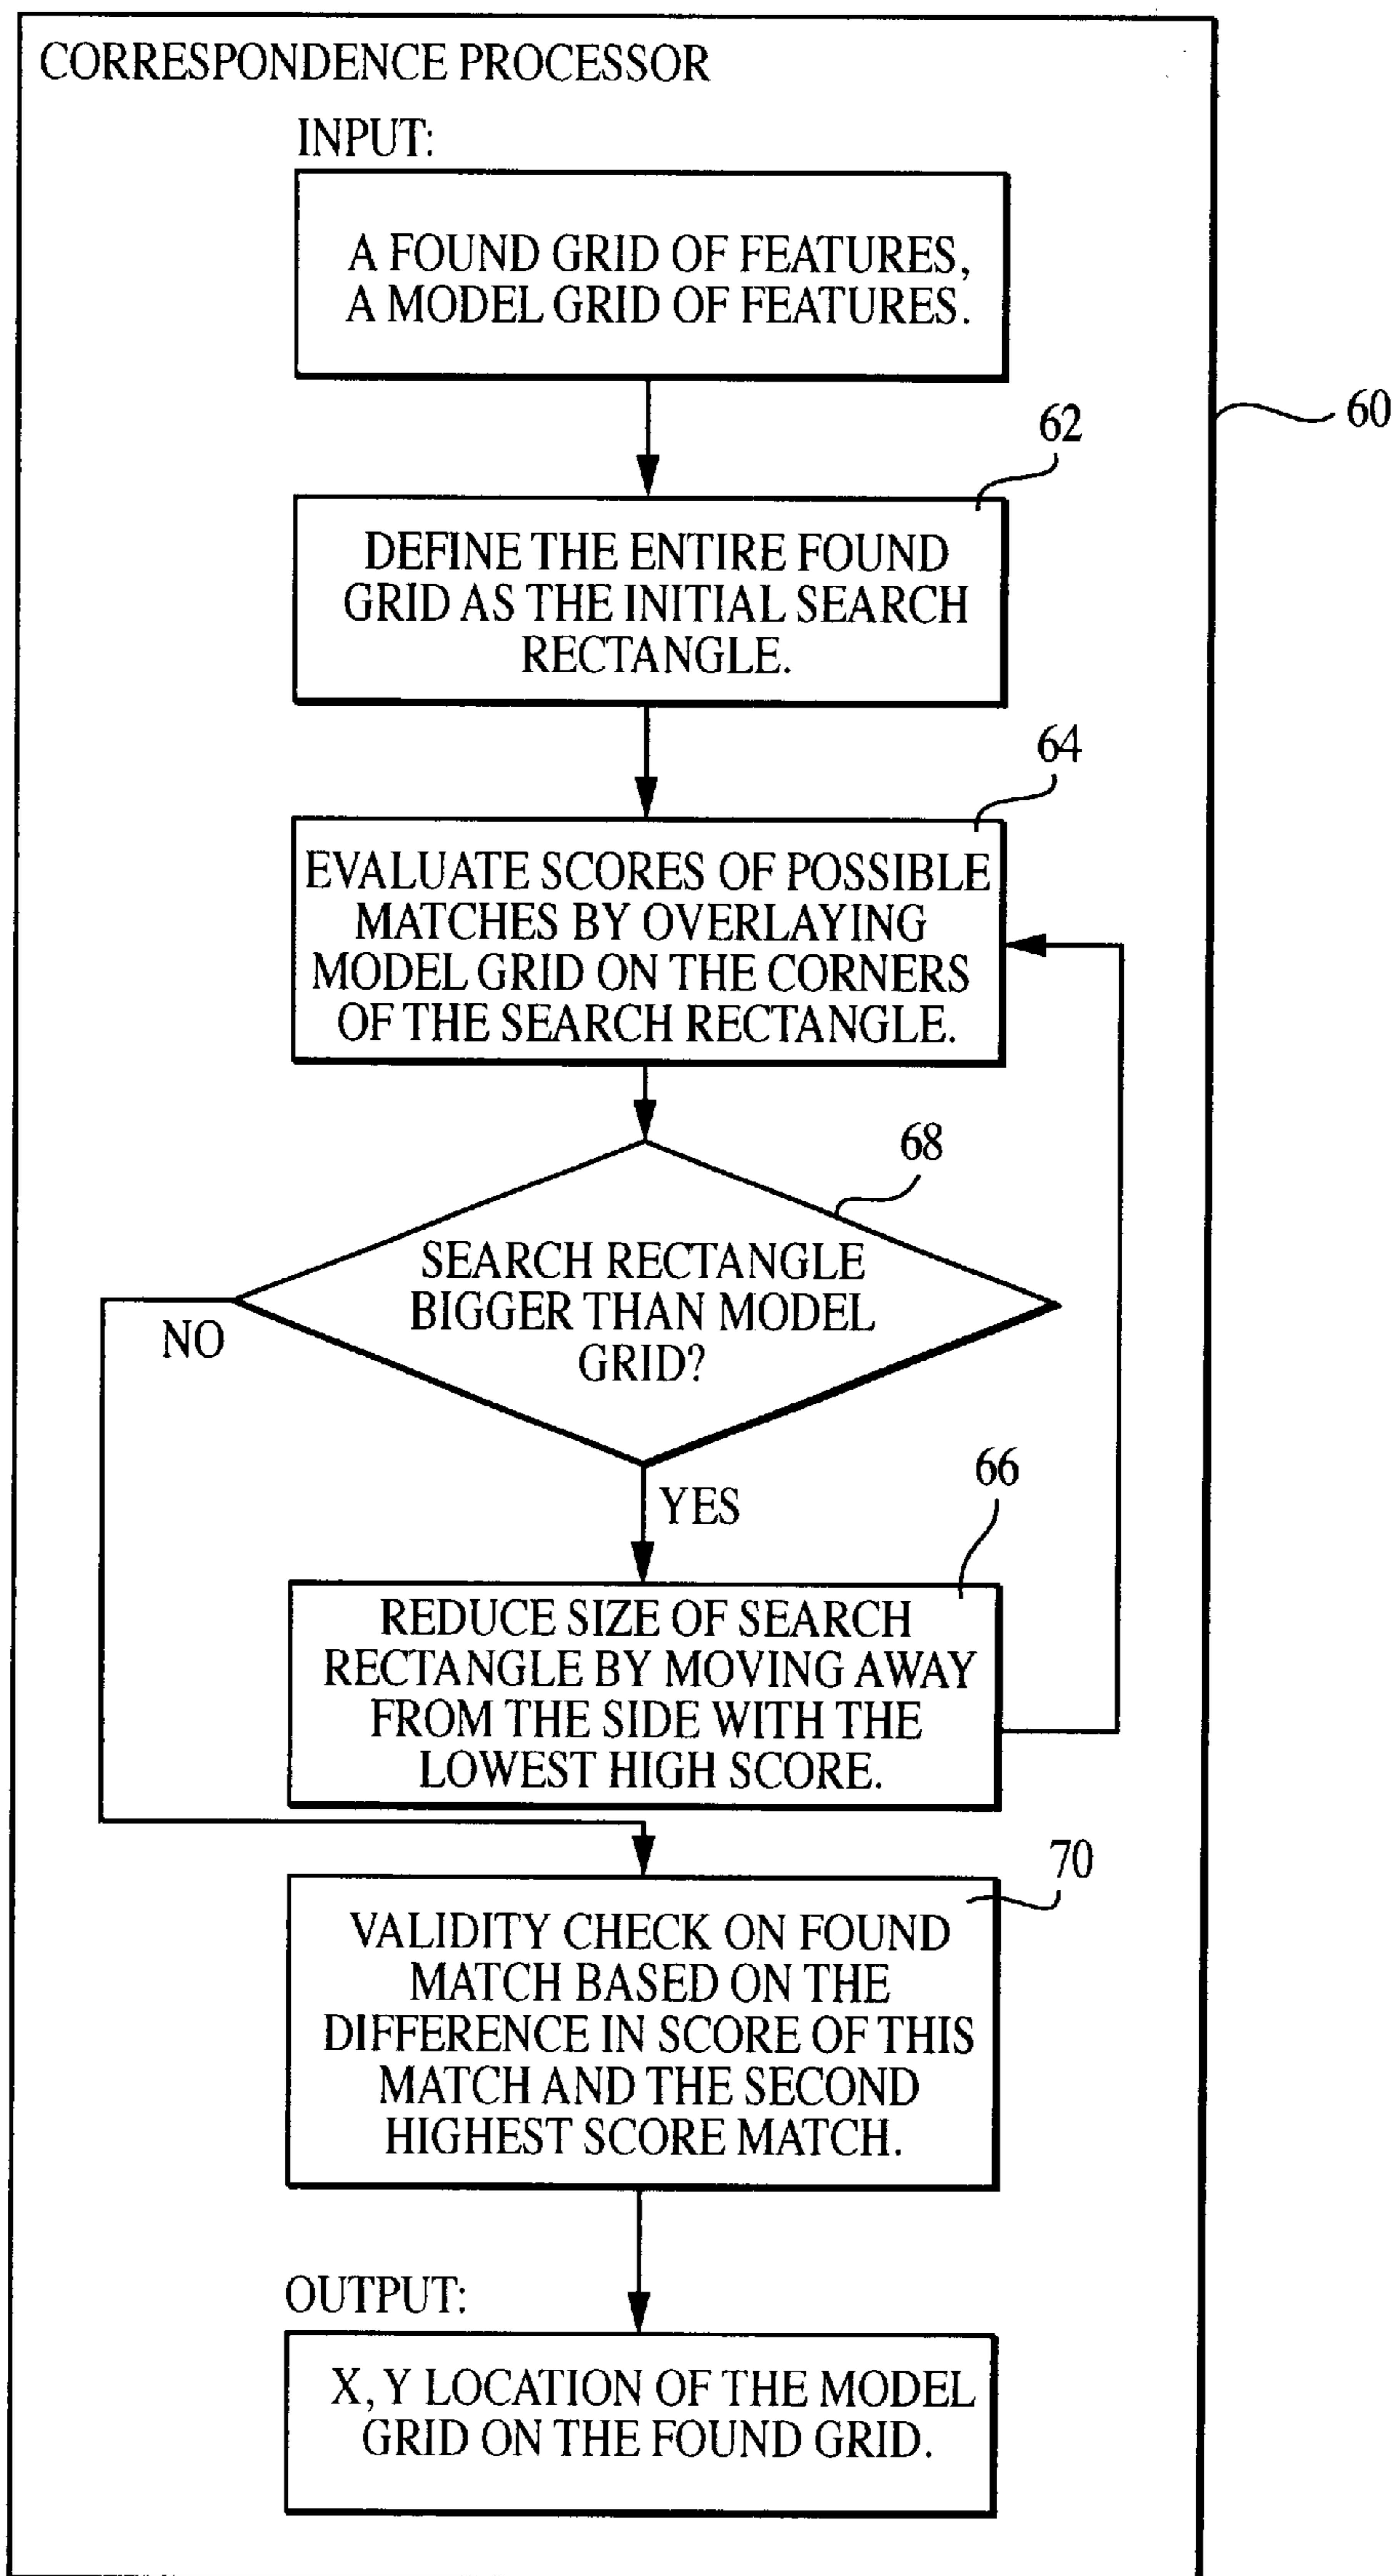 CORRESPONDENCE PROCESSOR
INPUT:
A FOUND GRID OF FEATURES,
A MODEL GRID OF FEATURES.
60
62
DEFINE THE ENTIRE FOUND
GRID AS THE INITIAL SEARCH
RECTANGLE.
64
EVALUATE SCORES OF POSSIBLE
MATCHES BY OVERLAYING
MODEL GRID ON THE CORNERS
OF THE SEARCH RECTANGLE.
68
SEARCH RECTANGLE
BIGGER THAN MODEL
GRID?
NO
YES
66
REDUCE SIZE OF SEARCH
RECTANGLE BY MOVING AWAY
FROM THE SIDE WITH THE
LOWEST HIGH SCORE.
70
VALIDITY CHECK ON FOUND
MATCH BASED ON THE
DIFFERENCE IN SCORE OF THIS
MATCH AND THE SECOND
HIGHEST SCORE MATCH.
OUTPUT:
X, Y LOCATION OF THE MODEL
GRID ON THE FOUND GRID.